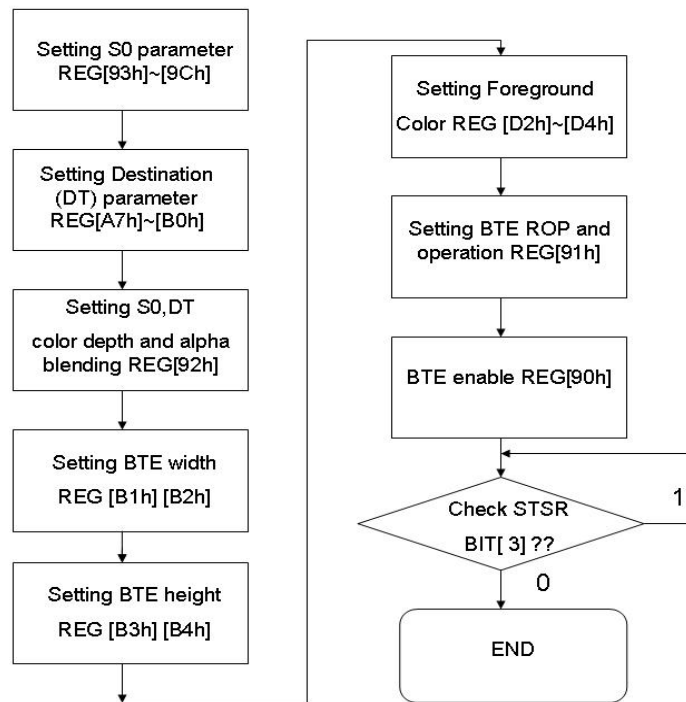 Setting S0 parameter
REG[93h]~[9Ch]
Setting Destination
(DT) parameter
REG[A7h]~[B0h]
Setting S0,DT
color depth and alpha
blending REG[92h]
Setting BTE width
REG [B1h] [B2h]
Setting BTE height
REG [B3h] [B4h]
Setting Foreground
Color REG [D2h]~[D4h]
Setting BTE ROP and
operation REG[91h]
BTE enable REG[90h]
Check STSR
BIT[ 3] ??
1
0
END